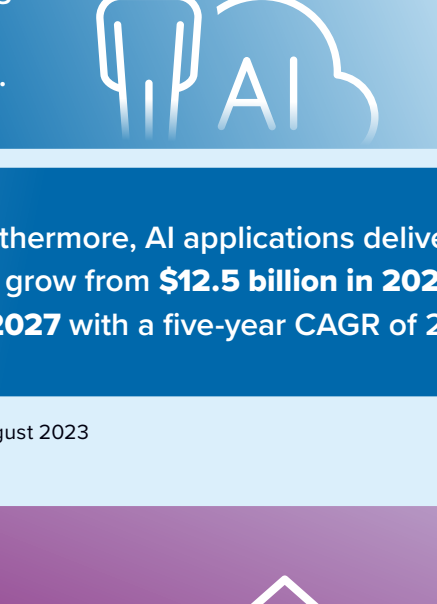 .
AI
thermore, AI applications delive
grow from $12.5 billion in 202
2027 with a five-year CAGR of 2
gust 2023